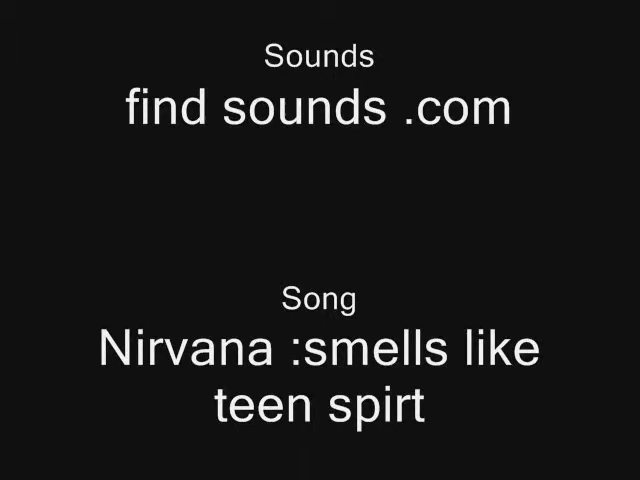 Sounds
find sounds .com
Song
Nirvana :smells like
teen spirt